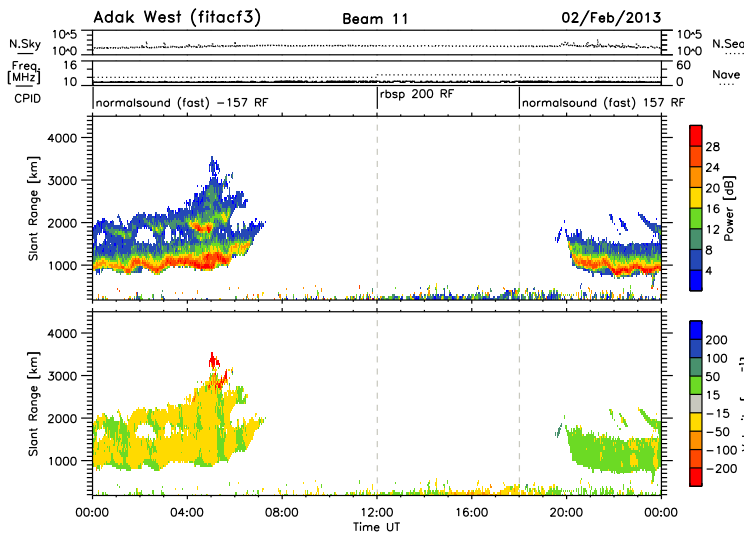 Adak West (fitacf3) Beam 11 02/Feb/2013
N.Sky 10^5 10^0 10^5 10^0 N.Sea
Freq. [MHz] 16 10 60 0 Nave
CPID normalsound (fast) -157 RF rbsp 200 RF normalsound (fast) 157 RF
Slant Range [km]
4000
3000
2000
1000
28
24
20
16
12
8
4
Power [dB]
Slant Range [km]
4000
3000
2000
1000
200
100
50
15
-15
-50
-100
-200
00:00 04:00 08:00 12:00 16:00 20:00 00:00
Time UT